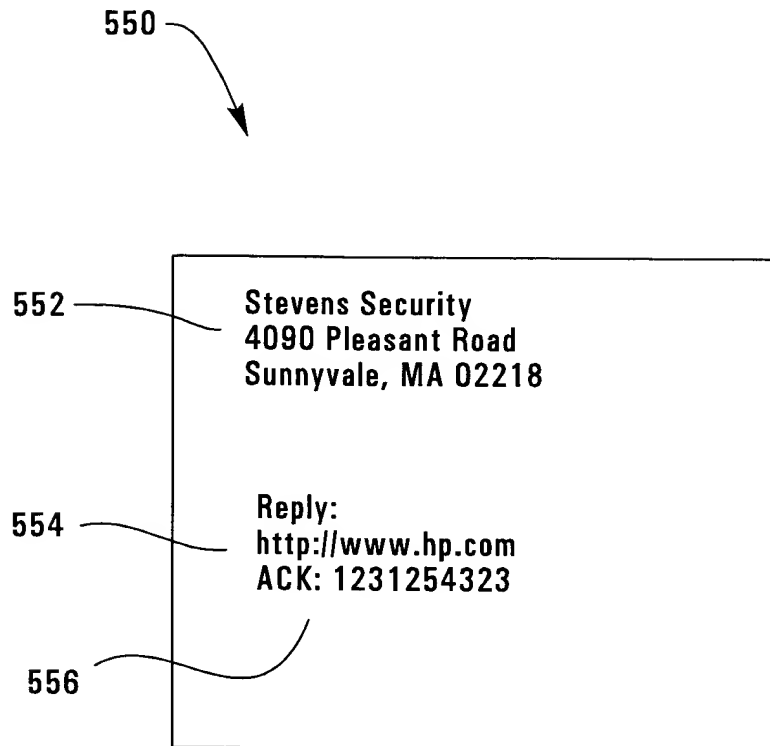 550
552
Stevens Security
4090 Pleasant Road
Sunnyvale, MA 02218
554
Reply:
http://www.hp.com
ACK: 1231254323
556